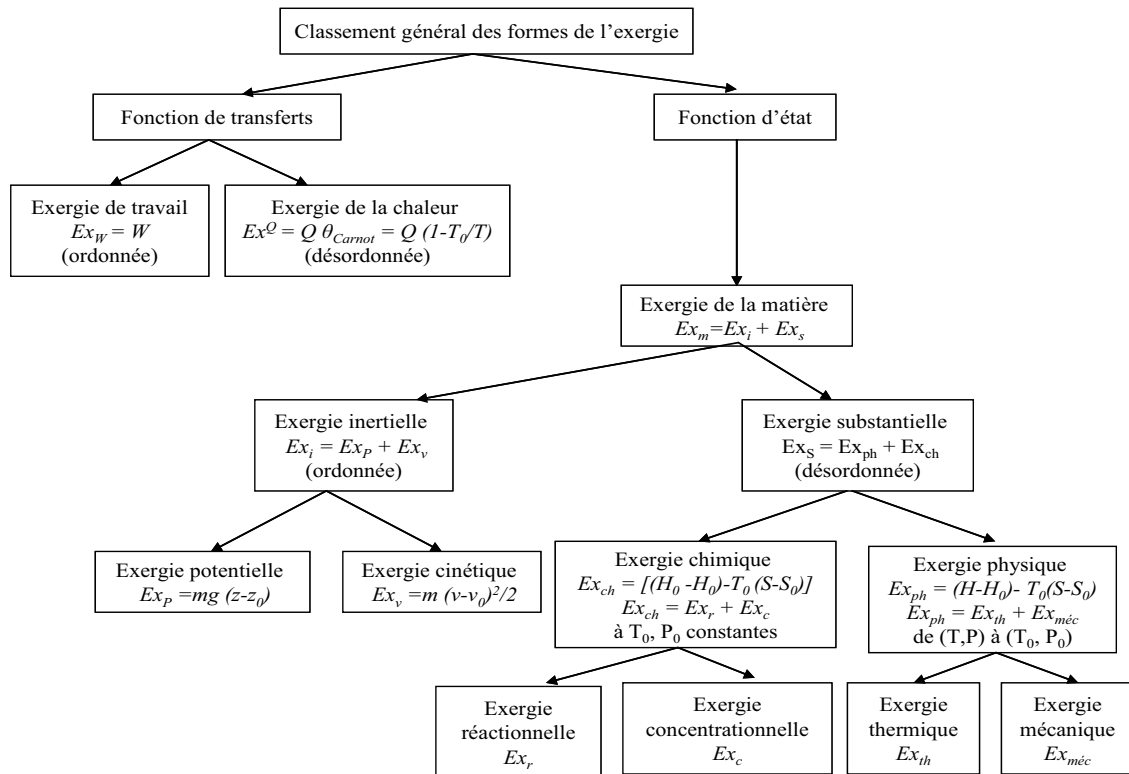 Classement général des formes de l’exergie
Fonction de transferts
Fonction d’état
Exergie de travail
Ex_W = W
(ordonnée)
Exergie de la chaleur
Ex^Q = Q θ_Carnot = Q (1-T_0/T)
(désordonnée)
Exergie de la matière
Ex_m=Ex_i + Ex_s
Exergie inertielle
Ex_i = Ex_P + Ex_v
(ordonnée)
Exergie substantielle
Ex_S = Ex_ph + Ex_ch
(désordonnée)
Exergie potentielle
Ex_P =mg (z-z_0)
Exergie cinétique
Ex_v =m (v-v_0)^2/2
Exergie chimique
Ex_ch = [(H_0 -H_0)-T_0 (S-S_0)]
Ex_ch = Ex_r + Ex_c
à T_0, P_0 constantes
Exergie physique
Ex_ph = (H-H_0)- T_0(S-S_0)
Ex_ph = Ex_th + Ex_méc
de (T,P) à (T_0, P_0)
Exergie
réactionnelle
Ex_r
Exergie
concentrationnelle
Ex_c
Exergie
thermique
Ex_th
Exergie
mécanique
Ex_méc